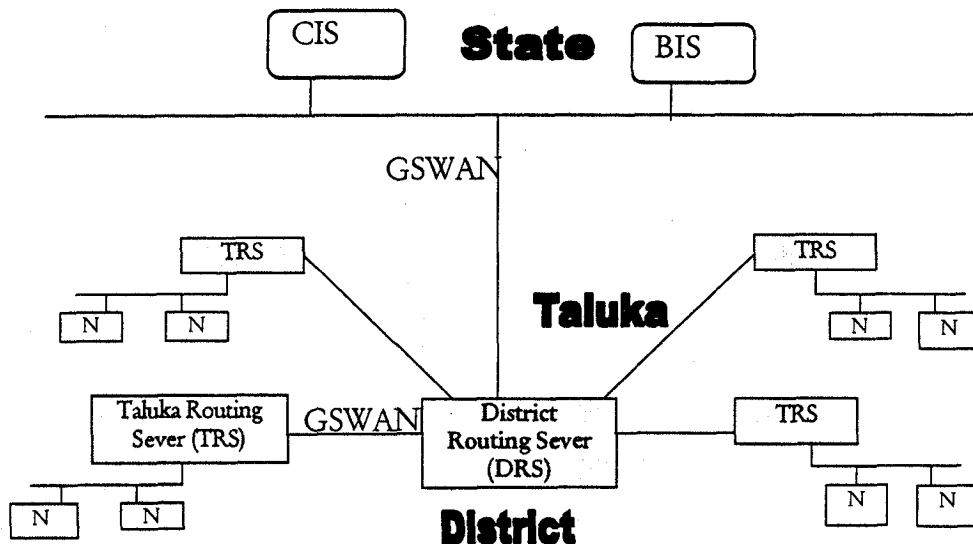 CIS
State
BIS
GSWAN
TRS
TRS
Taluka
N
N
N
N
Taluka Routing
Sever (TRS)
GSWAN
District
Routing Sever
(DRS)
TRS
N
N
N
N
District